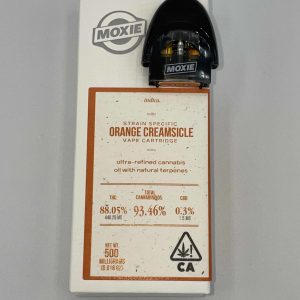 MOXIE
MOXIE
indica
STRAIN SPECIFIC
ORANGE CREAMSICLE
VAPE CARTRIDGE
ultra-refined cannabis
oil with natural terpenes
THC
88.05%
TOTAL
CANNABINOIDS
93.46%
CBD
0.3%
NET WT.
500
MILLIGRAMS
CA